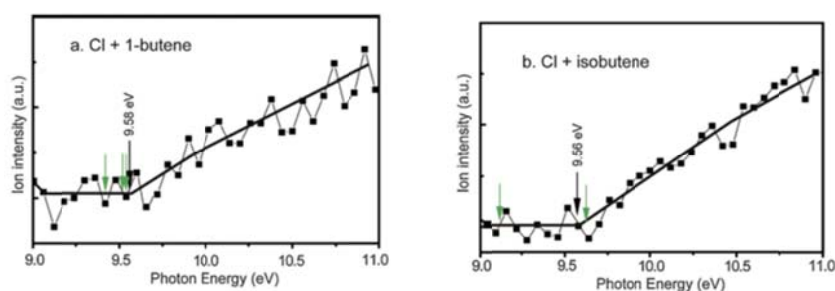 a. Cl + 1-butene
9.58 eV
Ion intensity (a.u.)
9.0 9.5 10.0 10.5 11.0
Photon Energy (eV)
b. Cl + isobutene
9.56 eV
Ion intensity (a.u.)
9.0 9.5 10.0 10.5 11.0
Photon Energy (eV)